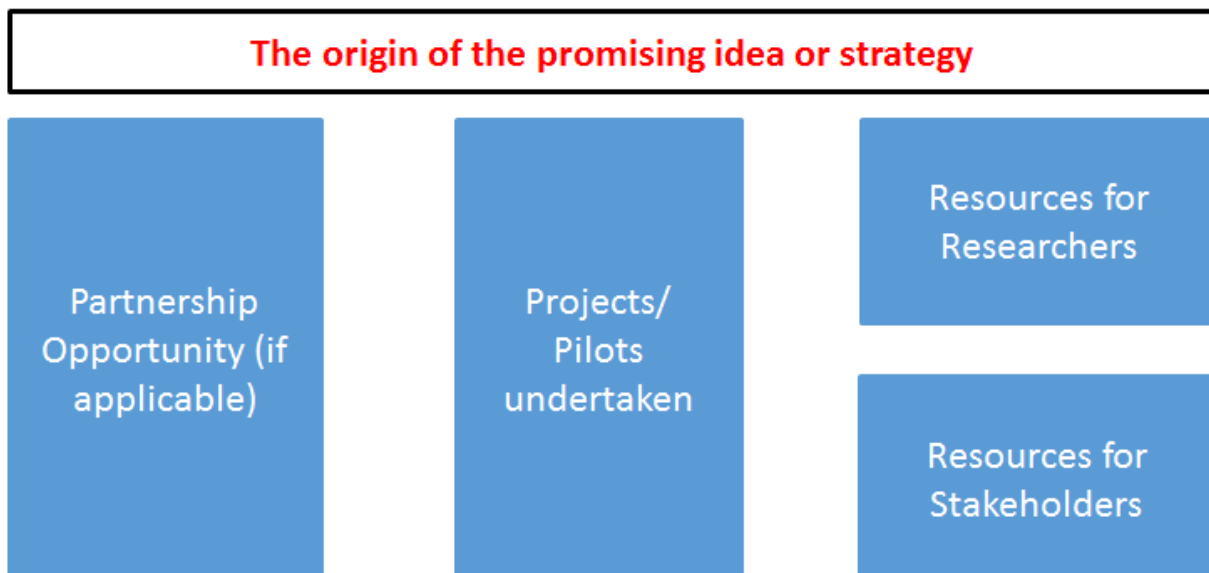 The origin of the promising idea or strategy
Partnership
Opportunity (if
applicable)
Projects/
Pilots
undertaken
Resources for
Researchers
Resources for
Stakeholders